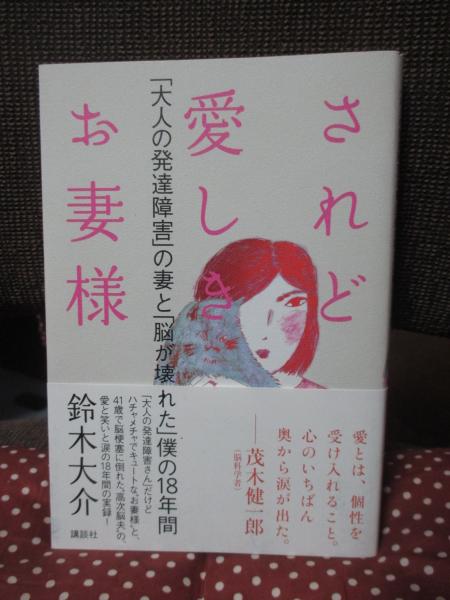 されど
愛しき
お妻様
「大人の発達障害」の妻と「脳が壊れた」僕の18年間
鈴木大介
愛とは、個性を
受け入れること。
心のいちばん
奥から涙が出た。
──茂木健一郎
(脳科学者)
「大人の発達障害さん」だけど
ハチャメチャでキュートな“お妻様”と、
41歳で脳梗塞に倒れた“高次脳夫”の、
愛と笑いと涙の18年間の実録!
講談社